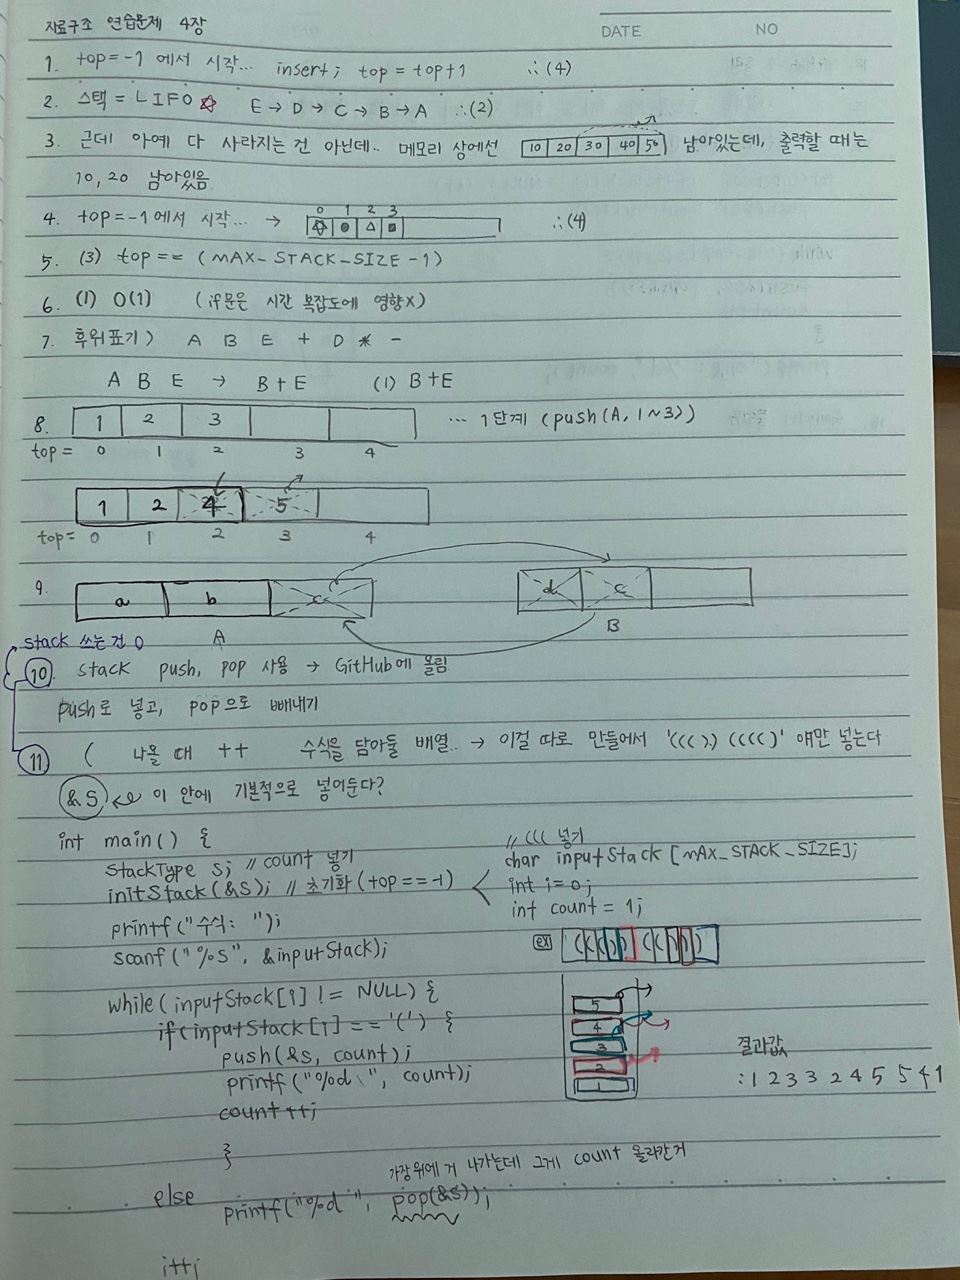 자료구조 연습문제 4장
DATE NO
1. top=-1 에서 시작... insert; top = top+1 ∴(4)
2. 스택 = LIFO ☆ E → D → C → B → A ∴(2)
3. 근데 아예 다 사라지는 건 아닌데.. 메모리 상에선 10 20 30 40 50 남아있는데, 출력할 때는
10, 20 남아있음
4. top=-1에서 시작... → ∴(4)
0 1 2 3
5. (3) top == (MAX_STACK_SIZE-1)
6. (1) O(1) (if문은 시간 복잡도에 영향X)
7. 후위표기) A B E + D * -
A B E → B+E (1) B+E
8. 1 2 3 ... 1단계 (push(A, 1~3))
top = 0 1 2 3 4
1 2 4 5
top = 0 1 2 3 4
9. a b c d c
A B
stack 쓰는건 O
10. stack push, pop 사용 → GitHub에 올림
push로 넣고, pop으로 빼내기
11 ( 나올 때 ++ 수식을 담아둘 배열.. → 이걸 따로 만들어서 '((( ).) (((()' 얘만 넣는다
&S 이 안에 기본적으로 넣어둔다?
int main() {
StackType s; // count 넣기
initStack(&S); // 초기화 (top == -1)
// ((( 넣기
char inputStack [MAX_STACK_SIZE];
int i=0;
int count = 1;
printf("수식: ");
scanf("%s", &inputStack);
ex ( ( ( ) ) ( ( ) ) )
while(inputStack[i] != NULL) {
if(inputStack[i] == '(') {
push(&s, count);
printf("%d\", count);
count++;
}
5
4
3
2
1
결과값
: 1 2 3 3 2 4 5 5 4 1
가장위에 거 나가는데 그게 count 올라간거
else
printf("%d ", pop(&S));
i++;